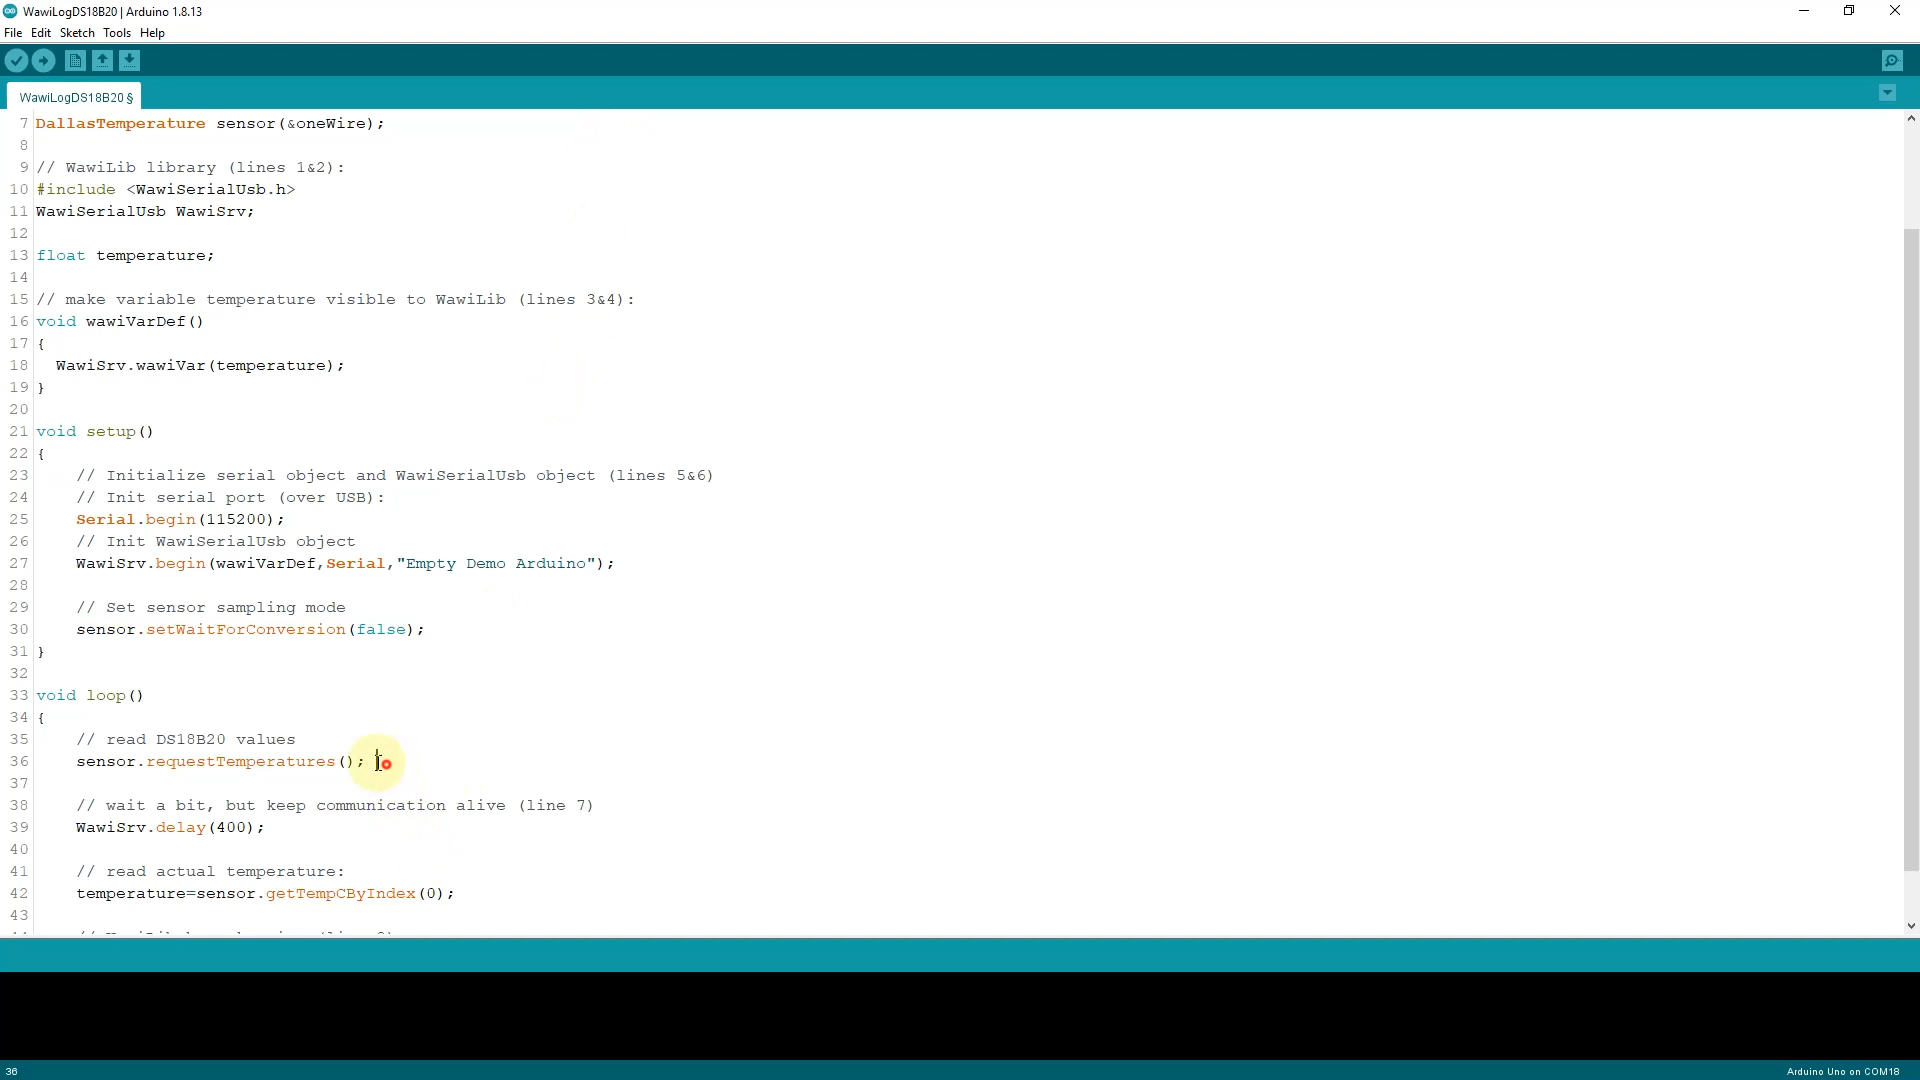 WawiLogDS18B20 | Arduino 1.8.13
File Edit Sketch Tools Help
WawiLogDS18B20 §
7 DallasTemperature sensor(&oneWire);
8
9 // WawiLib library (lines 1&2):
10 #include <WawiSerialUsb.h>
11 WawiSerialUsb WawiSrv;
12
13 float temperature;
14
15 // make variable temperature visible to WawiLib (lines 3&4):
16 void wawiVarDef()
17 {
18 WawiSrv.wawiVar(temperature);
19 }
20
21 void setup()
22 {
23 // Initialize serial object and WawiSerialUsb object (lines 5&6)
24 // Init serial port (over USB):
25 Serial.begin(115200);
26 // Init WawiSerialUsb object
27 WawiSrv.begin(wawiVarDef,Serial,"Empty Demo Arduino");
28
29 // Set sensor sampling mode
30 sensor.setWaitForConversion(false);
31 }
32
33 void loop()
34 {
35 // read DS18B20 values
36 sensor.requestTemperatures();
37
38 // wait a bit, but keep communication alive (line 7)
39 WawiSrv.delay(400);
40
41 // read actual temperature:
42 temperature=sensor.getTempCByIndex(0);
43
36
Arduino Uno on COM18